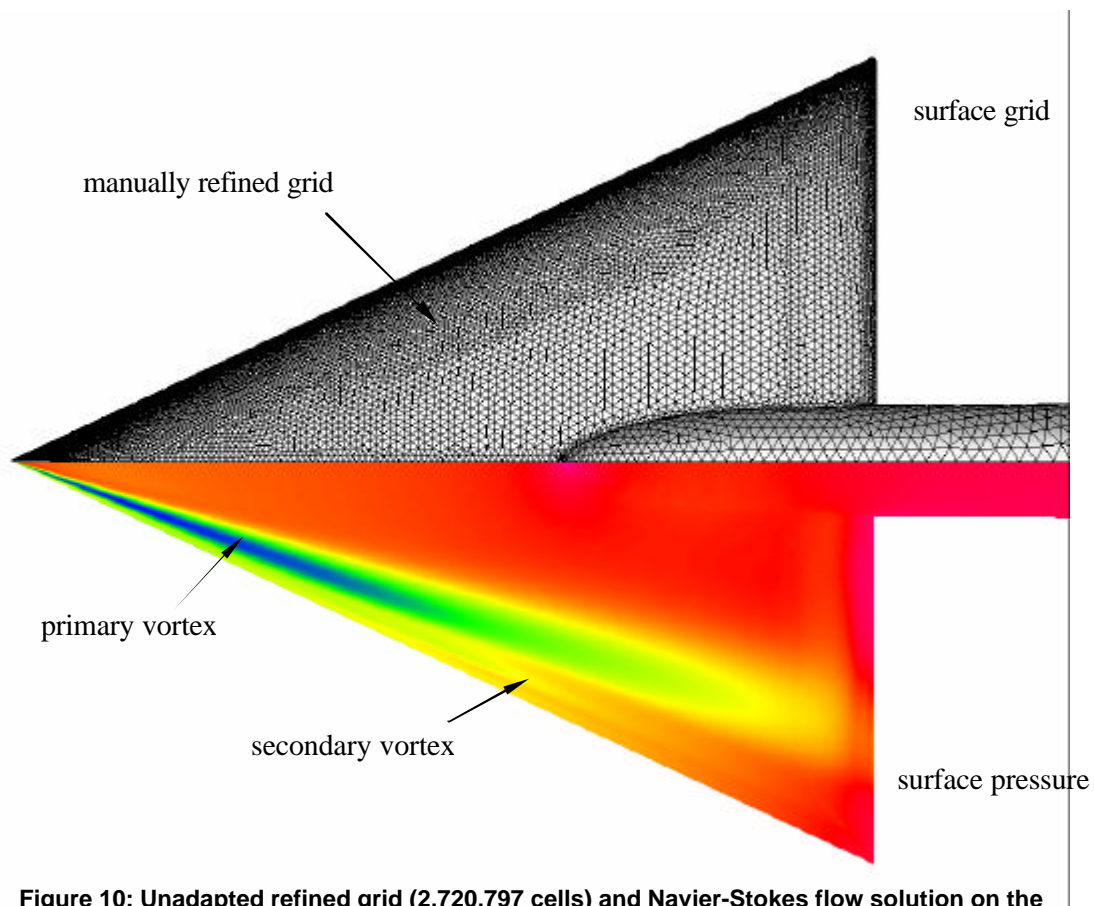 surface grid
manually refined grid
primary vortex
secondary vortex
surface pressure
Figure 10: Unadapted refined grid (2,720,797 cells) and Navier-Stokes flow solution on the